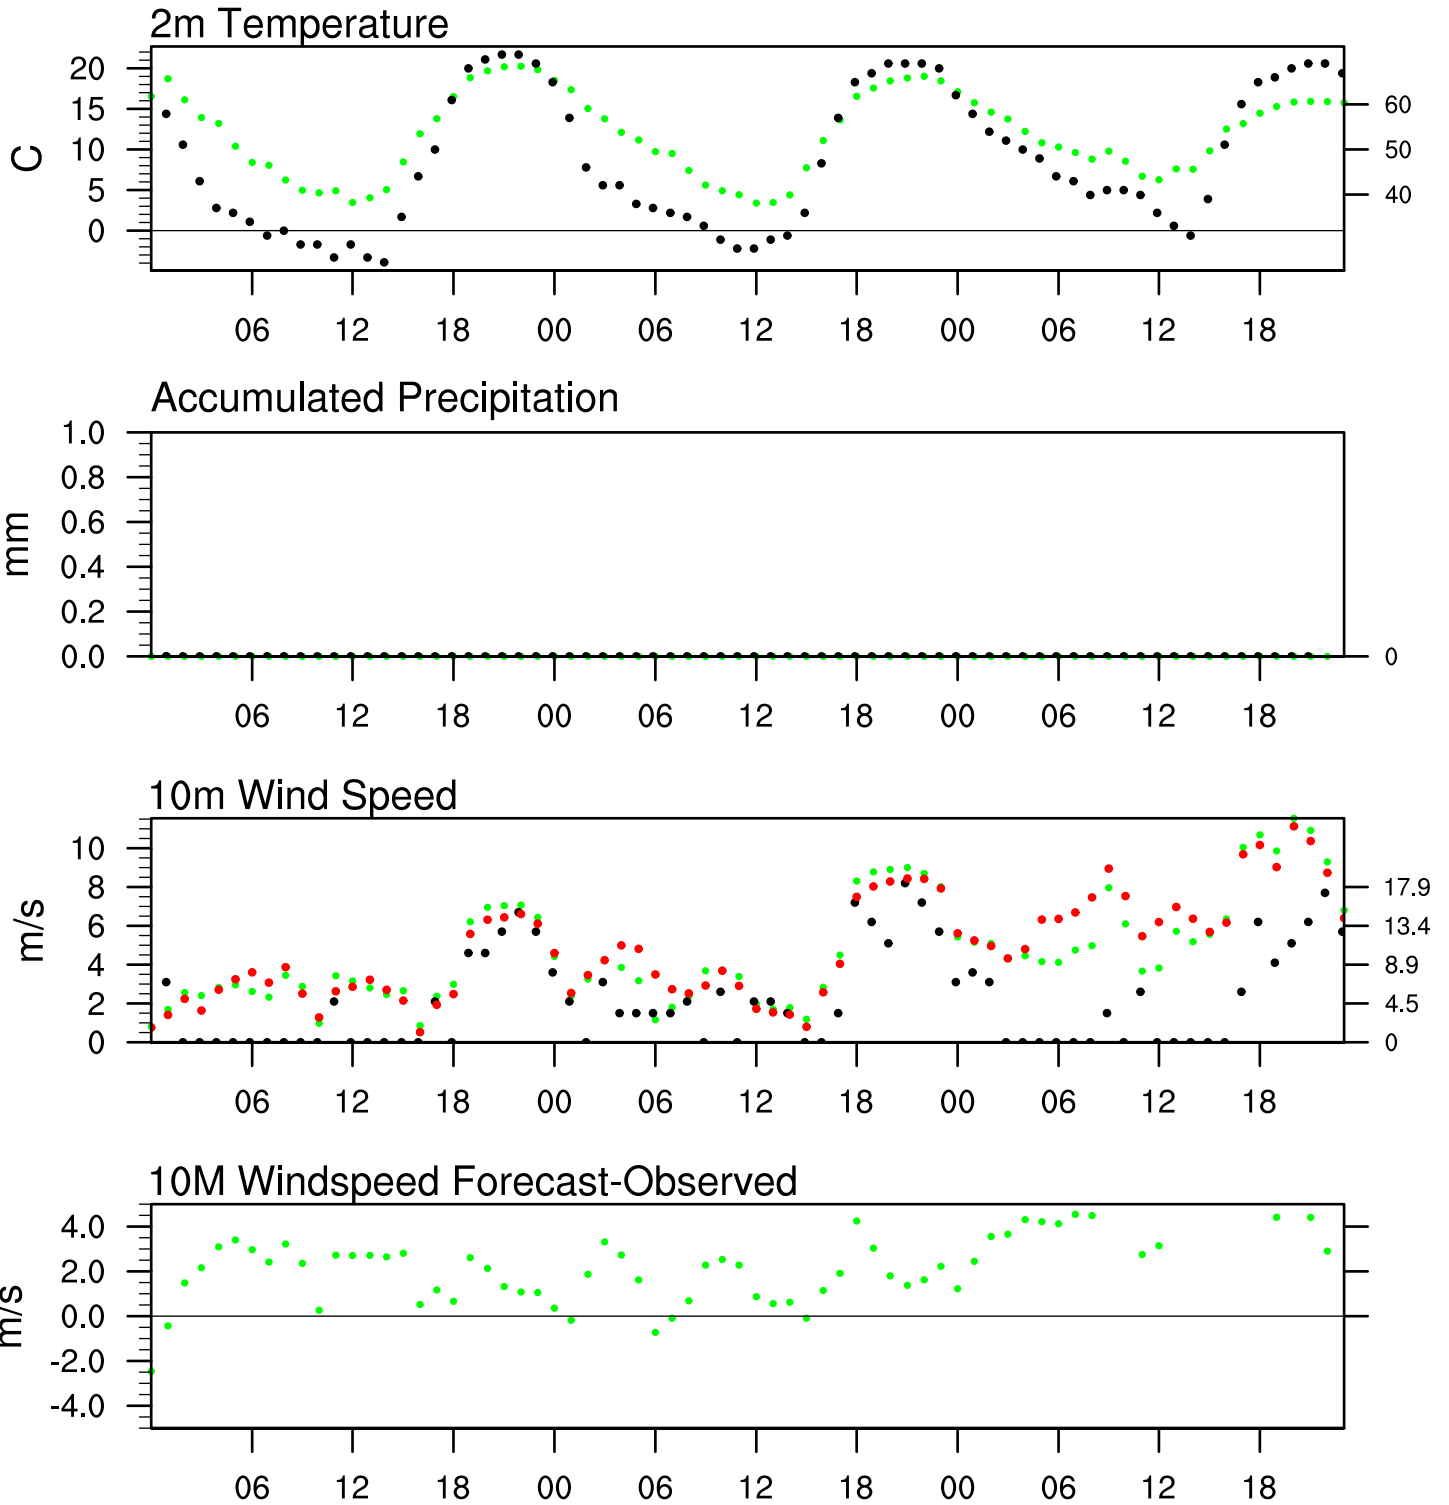 2m Temperature
20
15
10
5
0
C
60
50
40
06 12 18 00 06 12 18 00 06 12 18
Accumulated Precipitation
1.0
0.8
0.6
0.4
0.2
0.0
mm
0
06 12 18 00 06 12 18 00 06 12 18
10m Wind Speed
10
8
6
4
2
0
m/s
17.9
13.4
8.9
4.5
0
06 12 18 00 06 12 18 00 06 12 18
10M Windspeed Forecast-Observed
4.0
2.0
0.0
-2.0
-4.0
m/s
06 12 18 00 06 12 18 00 06 12 18